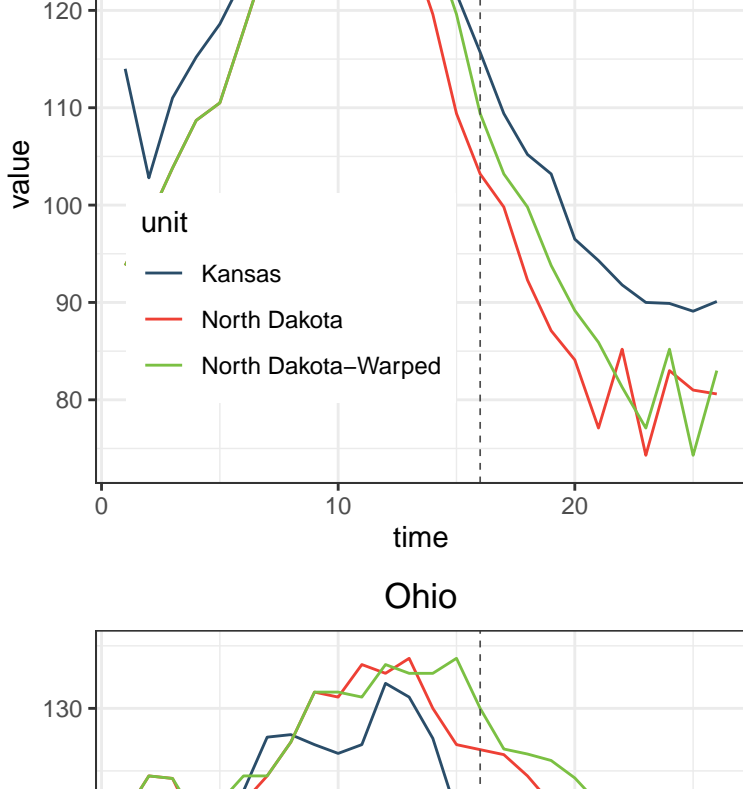 120
110
100
90
80
value
unit
Kansas
North Dakota
North Dakota−Warped
0 10 20
time
Ohio
130